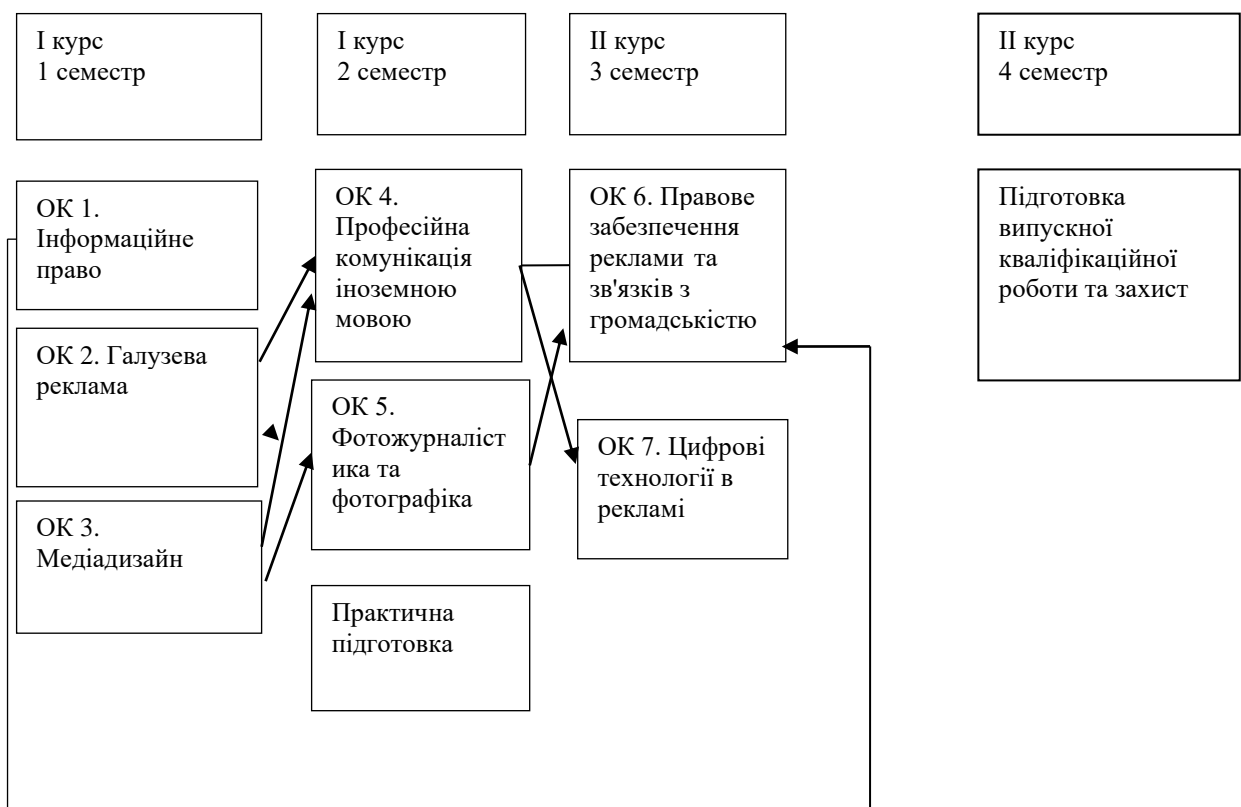 І курс
1 семестр
І курс
2 семестр
ІІ курс
3 семестр
ІІ курс
4 семестр
ОК 1.
Інформаційне
право
ОК 2. Галузева
реклама
ОК 3.
Медіадизайн
ОК 4.
Професійна
комунікація
іноземною
мовою
ОК 5.
Фотожурналіст
ика та
фотографіка
Практична
підготовка
ОК 6. Правове
забезпечення
реклами та
зв'язків з
громадськістю
ОК 7. Цифрові
технології в
рекламі
Підготовка
випускної
кваліфікаційної
роботи та захист